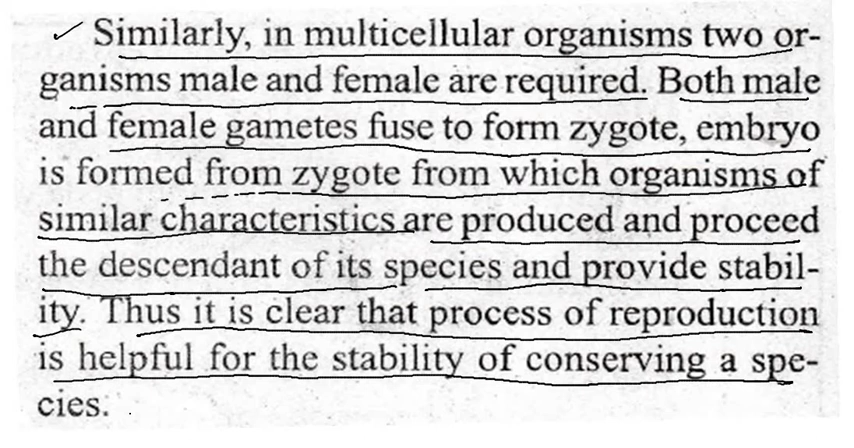 ✓ Similarly, in multicellular organisms two or-
ganisms male and female are required. Both male
and female gametes fuse to form zygote, embryo
is formed from zygote from which organisms of
similar characteristics are produced and proceed
the descendant of its species and provide stabil-
ity. Thus it is clear that process of reproduction
is helpful for the stability of conserving a spe-
cies.